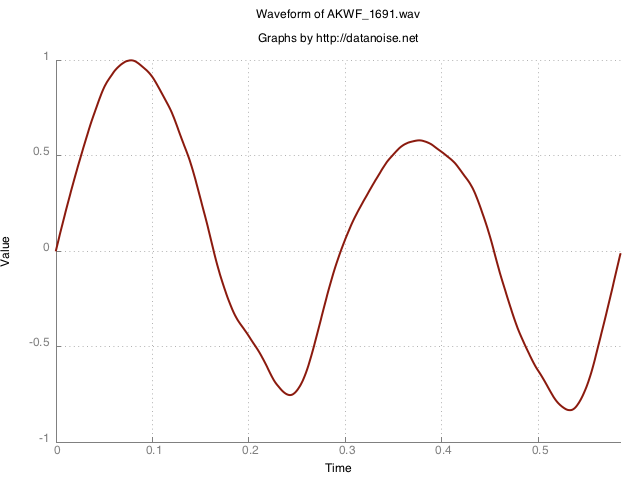 Waveform of AKWF_1691.wav
Graphs by http://datanoise.net
1
0.5
0
-0.5
-1
Value
0 0.1 0.2 0.3 0.4 0.5
Time